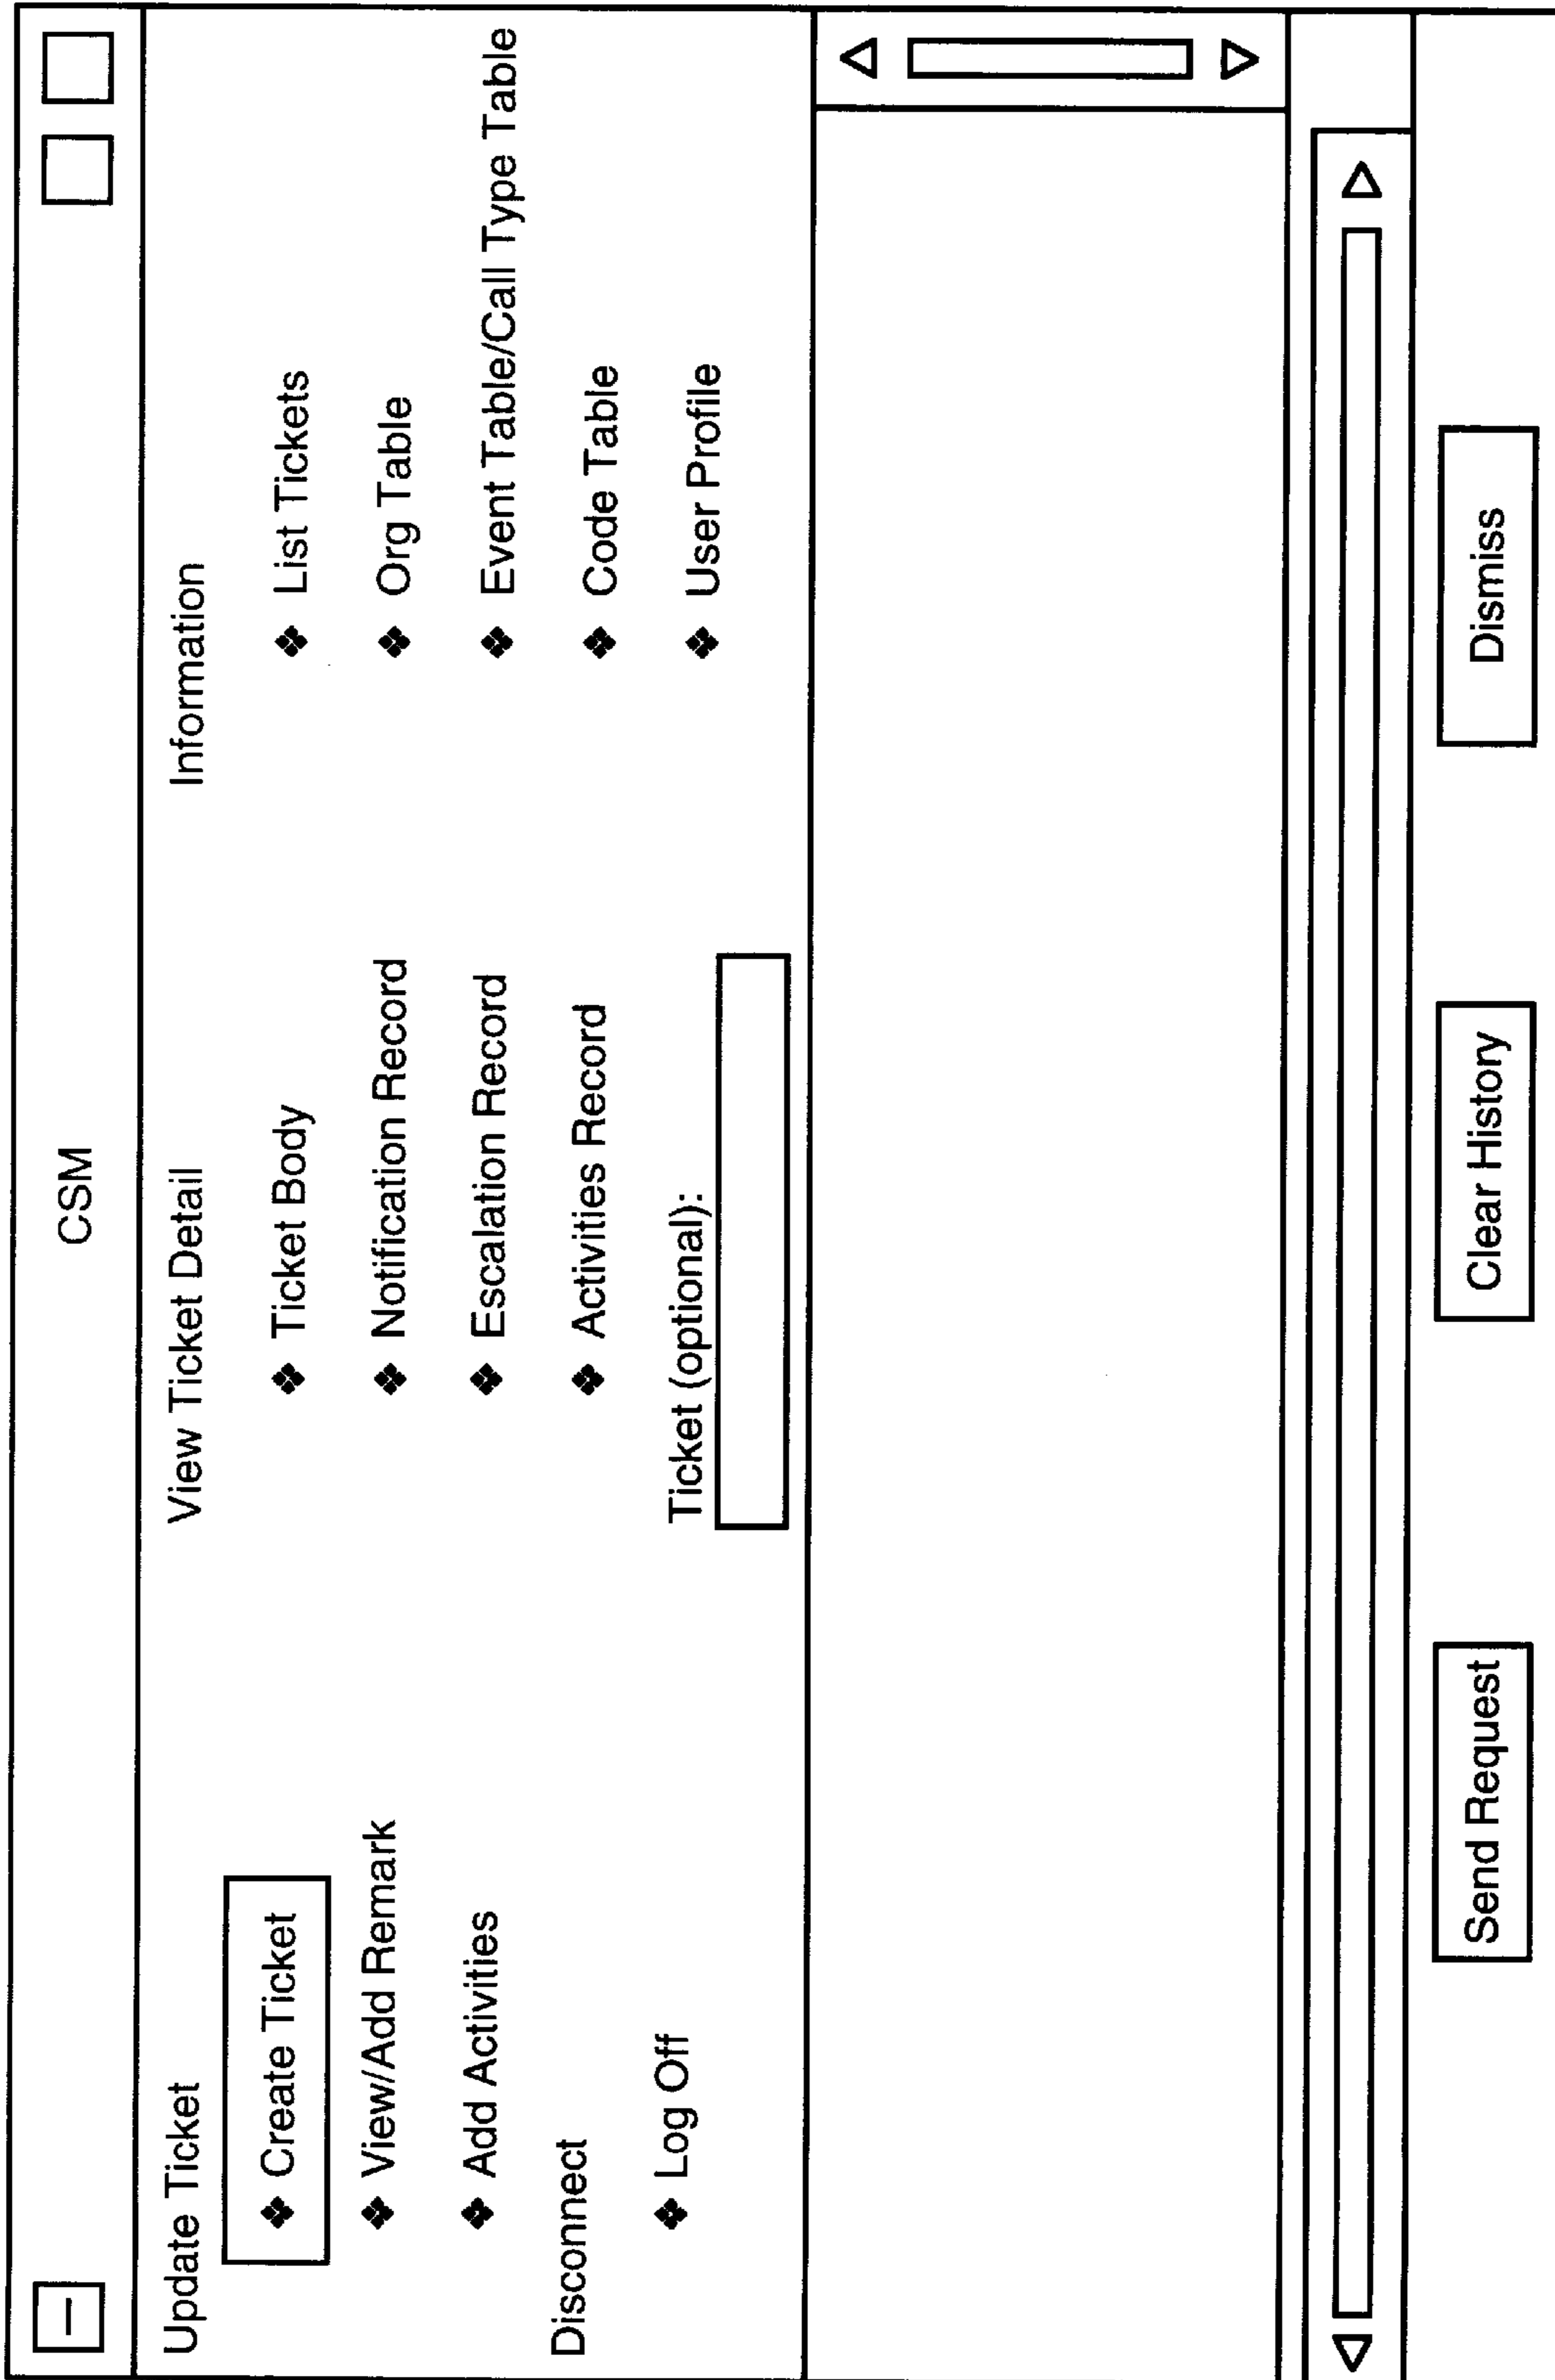 CSM
Update Ticket
Create Ticket
View/Add Remark
Add Activities
Disconnect
Log Off
View Ticket Detail
Ticket Body
Notification Record
Escalation Record
Activities Record
Ticket (optional):
Information
List Tickets
Org Table
Event Table/Call Type Table
Code Table
User Profile
Send Request
Clear History
Dismiss